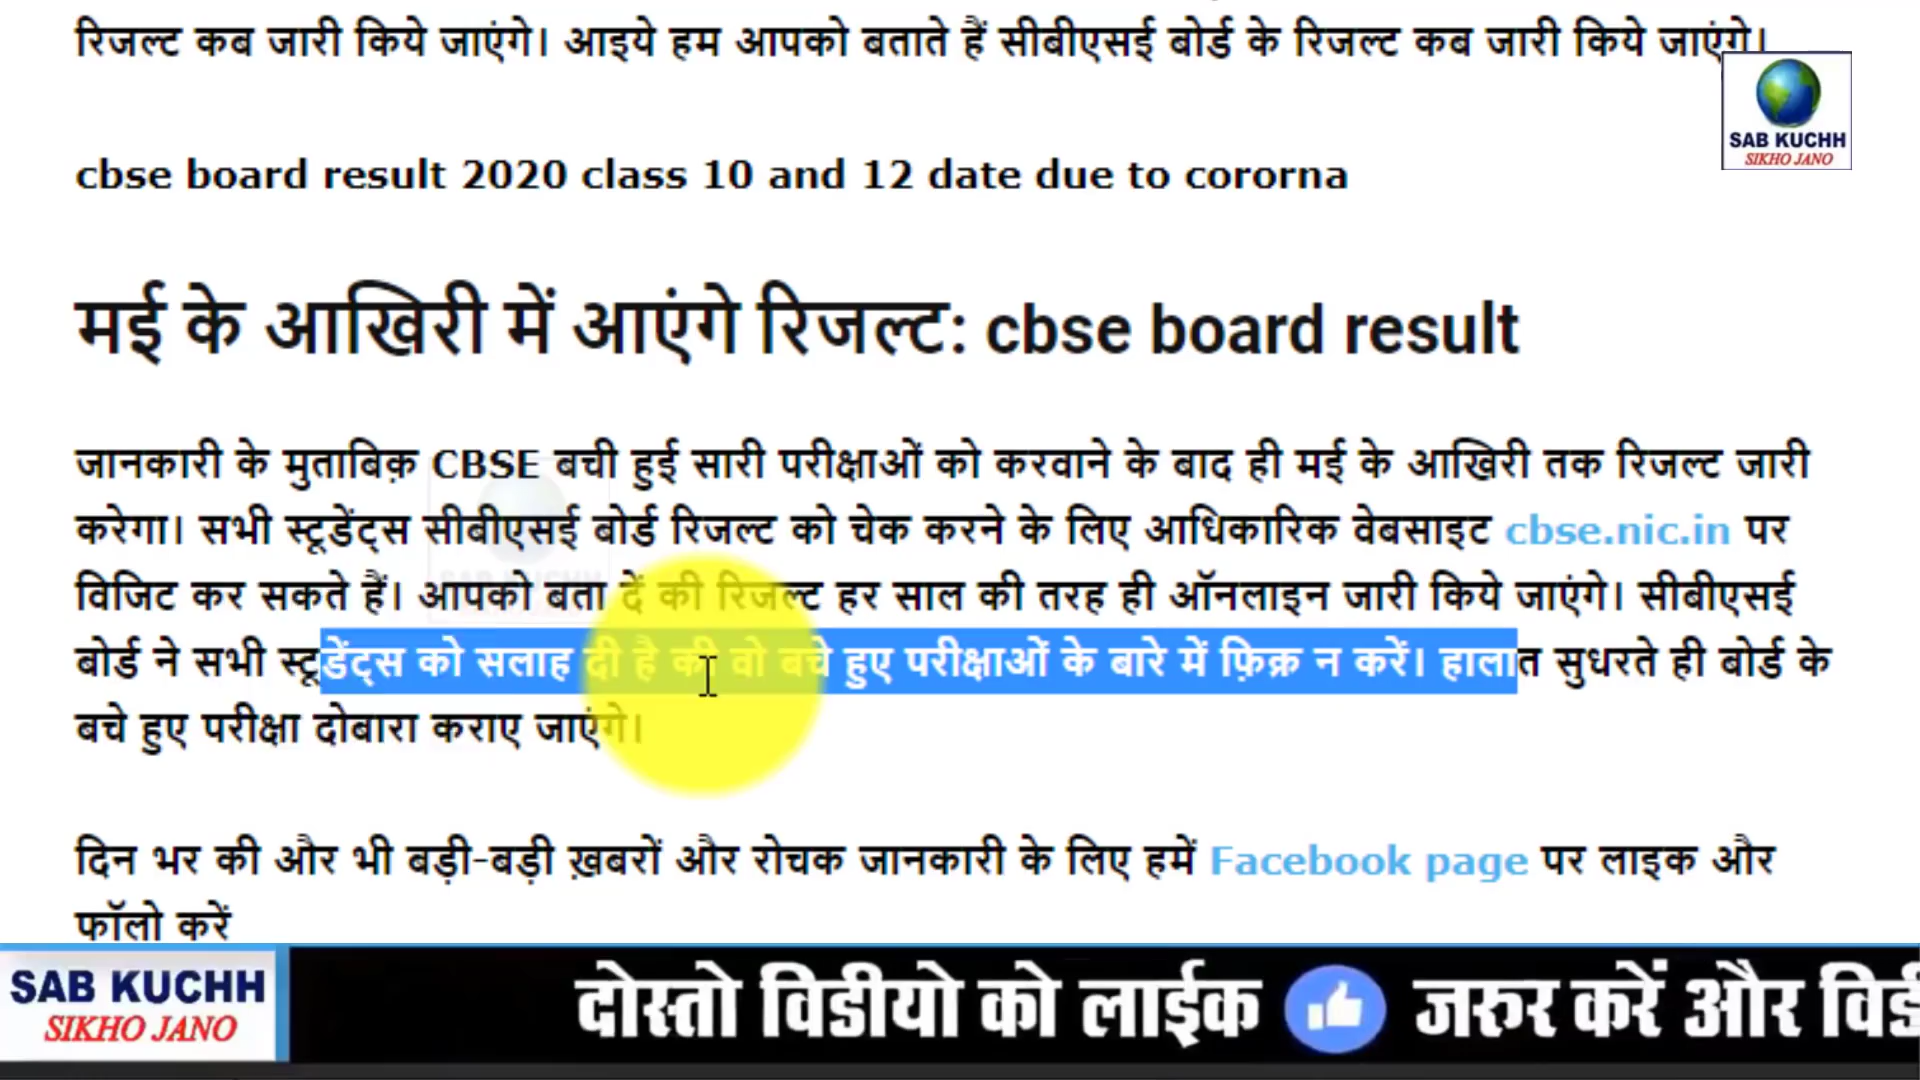 रिजल्ट कब जारी किये जाएंगे। आइये हम आपको बताते हैं सीबीएसई बोर्ड के रिजल्ट कब जारी किये जाएंगे।
SAB KUCHH
SIKHO JANO
cbse board result 2020 class 10 and 12 date due to cororna
मई के आखिरी में आएंगे रिजल्ट: cbse board result
जानकारी के मुताबिक़ CBSE बची हुई सारी परीक्षाओं को करवाने के बाद ही मई के आखिरी तक रिजल्ट जारी
करेगा। सभी स्टूडेंट्स सीबीएसई बोर्ड रिजल्ट को चेक करने के लिए आधिकारिक वेबसाइट cbse.nic.in पर
विजिट कर सकते हैं। आपको बता दें की रिजल्ट हर साल की तरह ही ऑनलाइन जारी किये जाएंगे। सीबीएसई
बोर्ड ने सभी स्टूडेंट्स को सलाह दी है की वो बचे हुए परीक्षाओं के बारे में फ़िक्र न करें। हालात सुधरते ही बोर्ड के
बचे हुए परीक्षा दोबारा कराए जाएंगे।
दिन भर की और भी बड़ी-बड़ी ख़बरों और रोचक जानकारी के लिए हमें Facebook page पर लाइक और
फॉलो करें
SAB KUCHH
SIKHO JANO
दोस्तो विडीयो को लाईक जरुर करें और विडी